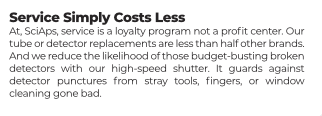 Service Simply Costs Less
At, SciAps, service is a loyalty program not a profit center. Our
tube or detector replacements are less than half other brands.
And we reduce the likelihood of those budget-busting broken
detectors with our high-speed shutter. It guards against
detector punctures from stray tools, fingers, or window
cleaning gone bad.